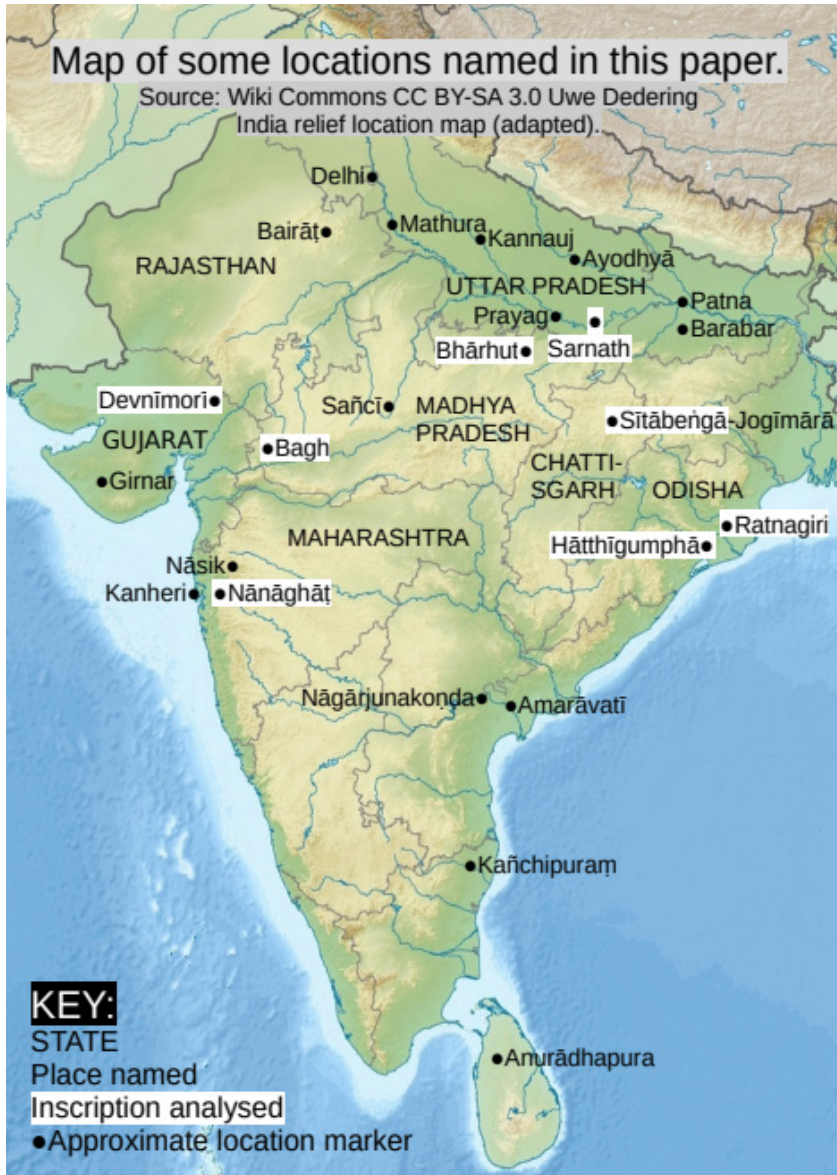 Map of some locations named in this paper.
Source: Wiki Commons CC BY-SA 3.0 Uwe Dedering
India relief location map (adapted).
Delhi
Bairāṭ
Mathura
Kannauj
RAJASTHAN
Ayodhyā
UTTAR PRADESH
Patna
Prayag
Barabar
Bhārhut
Sarnath
Devnīmorī
Sañcī
MADHYA
PRADESH
Sītābeṅgā-Jogīmārā
GUJARAT
Bagh
CHATTI-
SGARH
ODISHA
Girnar
Ratnagiri
MAHARASHTRA
Hātthīgumphā
Nāsik
Kanheri
Nānāghāṭ
Nāgārjunakoṇḍa
Amarāvatī
Kañchipuraṃ
KEY:
STATE
Anurādhapura
Place named
Inscription analysed
●Approximate location marker